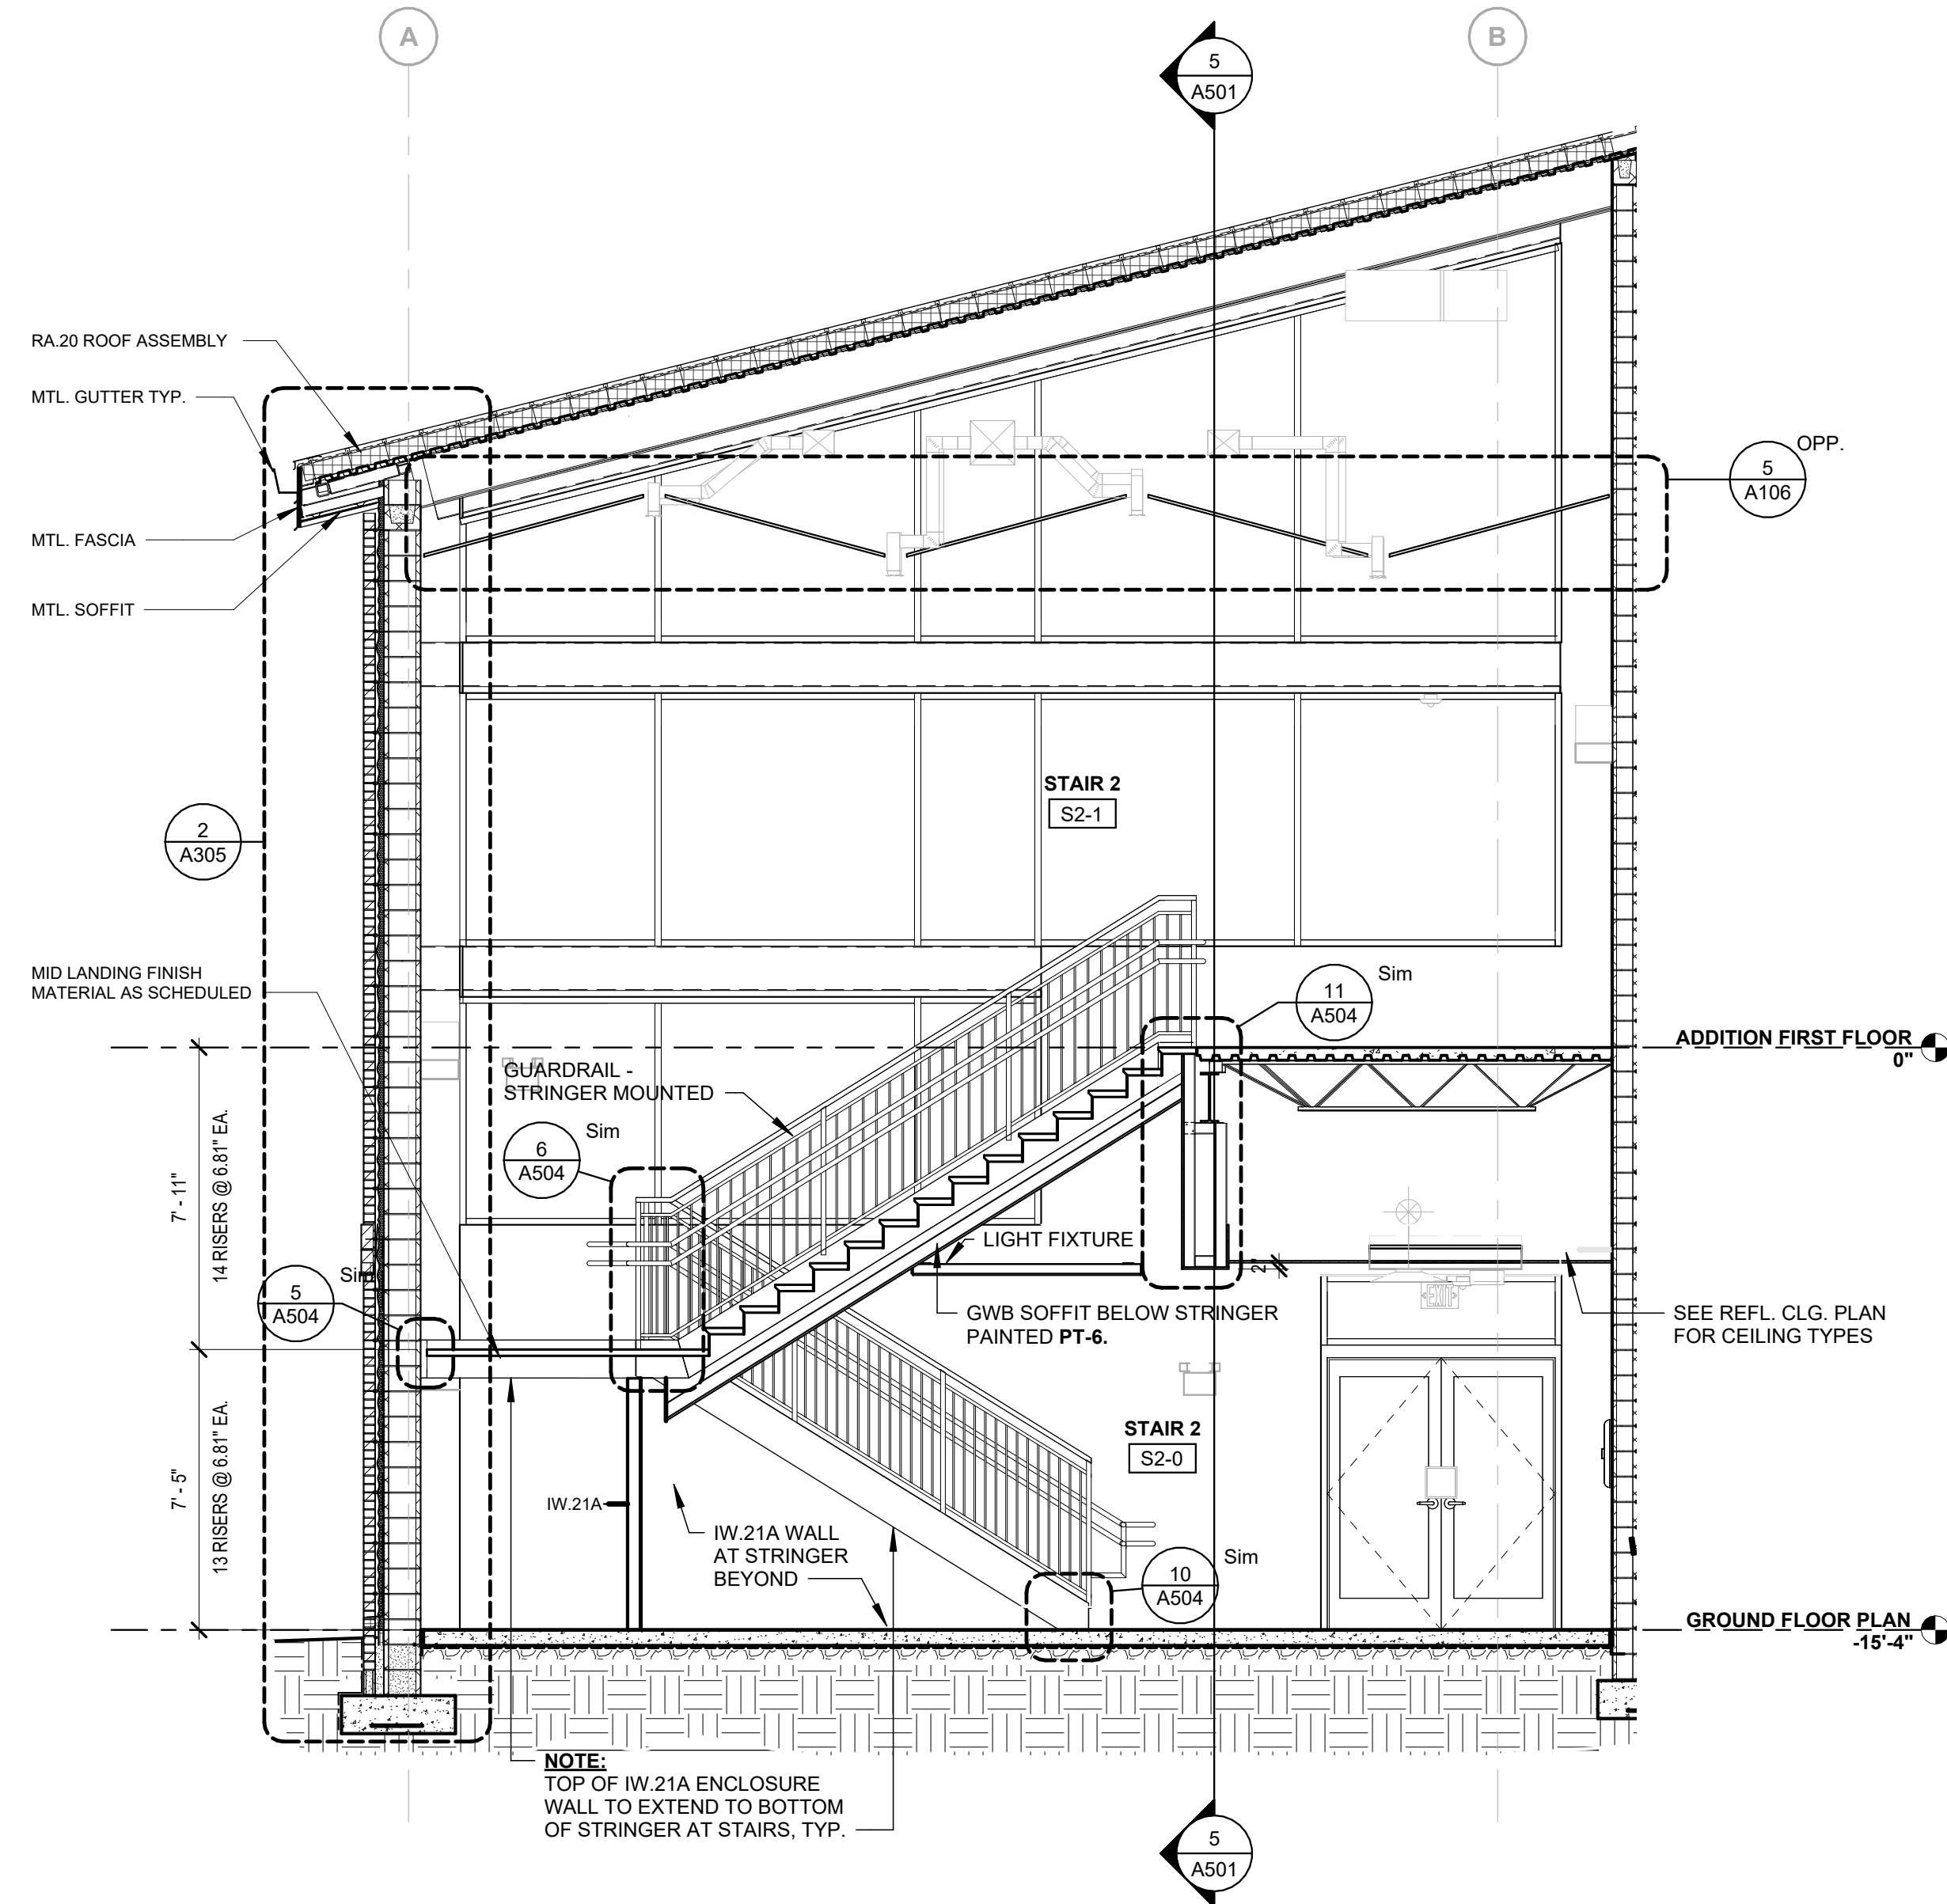 A
B
5
A501
RA.20 ROOF ASSEMBLY
MTL. GUTTER TYP.
OPP.
5
A106
MTL. FASCIA
MTL. SOFFIT
STAIR 2
S2-1
2
A305
MID LANDING FINISH
MATERIAL AS SCHEDULED
Sim
11
A504
ADDITION FIRST FLOOR
0"
GUARDRAIL -
STRINGER MOUNTED
Sim
6
A504
7' - 11"
14 RISERS @ 6.81" EA.
LIGHT FIXTURE
2"
Sim
5
A504
EXIT
GWB SOFFIT BELOW STRINGER
PAINTED PT-6.
SEE REFL. CLG. PLAN
FOR CEILING TYPES
7' - 5"
13 RISERS @ 6.81" EA.
STAIR 2
S2-0
IW.21A
IW.21A WALL
AT STRINGER
BEYOND
Sim
10
A504
GROUND FLOOR PLAN
-15'-4"
NOTE:
TOP OF IW.21A ENCLOSURE
WALL TO EXTEND TO BOTTOM
OF STRINGER AT STAIRS, TYP.
5
A501